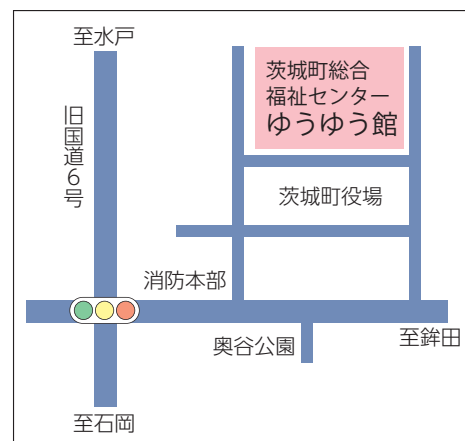 至水戸
旧国道6号
茨城町総合
福祉センター
ゆうゆう館
茨城町役場
消防本部
奥谷公園
至鉾田
至石岡